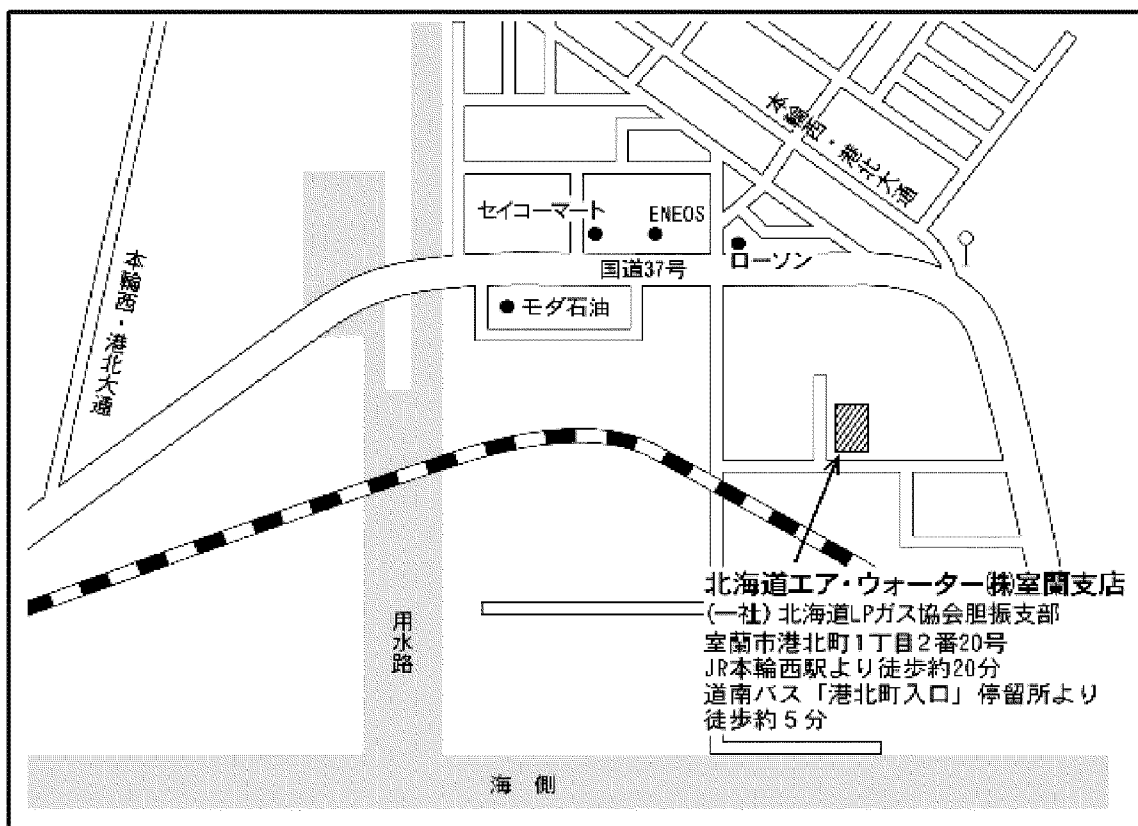 本輪西・港北大通
セイコーマート
ENEOS
国道37号
ローソン
本輪西・港北大通
モダ石油
北海道エア・ウォーター㈱室蘭支店
(一社)北海道LPガス協会胆振支部
室蘭市港北町1丁目2番20号
JR本輪西駅より徒歩約20分
道南バス「港北町入口」停留所より
徒歩約5分
用水路
海側